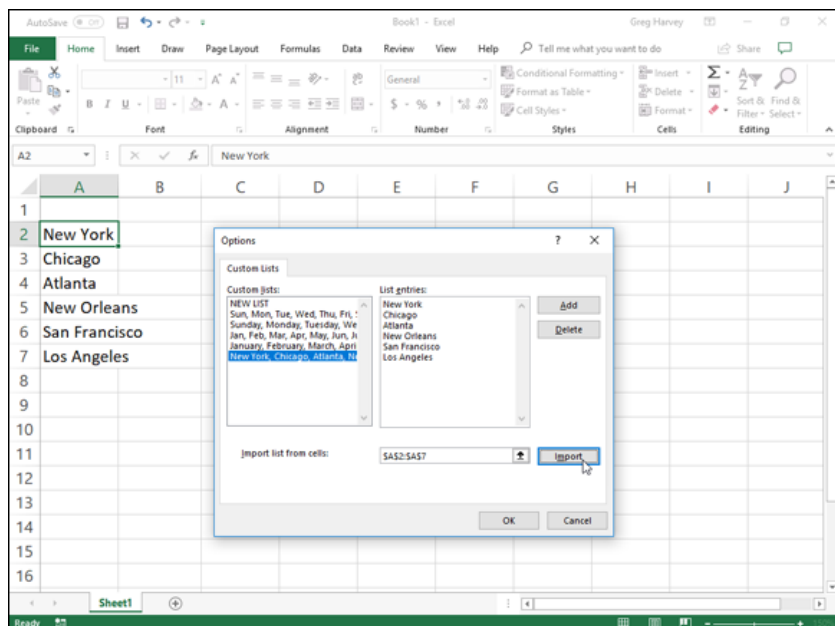 AutoSave Off Book1 - Excel Greg Harvey
File Home Insert Draw Page Layout Formulas Data Review View Help Tell me what you want to do Share
Paste 11 A A General Conditional Formatting Insert Σ
B I U A $ % , Format as Table Delete Sort & Find &
Cell Styles Format Filter Select
Clipboard Font Alignment Number Styles Cells Editing
A2 fx New York
A B C D E F G H I J
1
2 New York
3 Chicago
4 Atlanta
5 New Orleans
6 San Francisco
7 Los Angeles
8
9
10
11
12
13
14
15
16
Options ? X
Custom Lists
Custom lists: List entries:
NEW LIST
Sun, Mon, Tue, Wed, Thu, Fri,
Sunday, Monday, Tuesday, We
Jan, Feb, Mar, Apr, May, Jun,
January, February, March, Apri
New York, Chicago, Atlanta,
New York
Chicago
Atlanta
New Orleans
San Francisco
Los Angeles
Add
Delete
Import list from cells: $A$2:$A$7 Import
OK Cancel
Sheet1
Ready